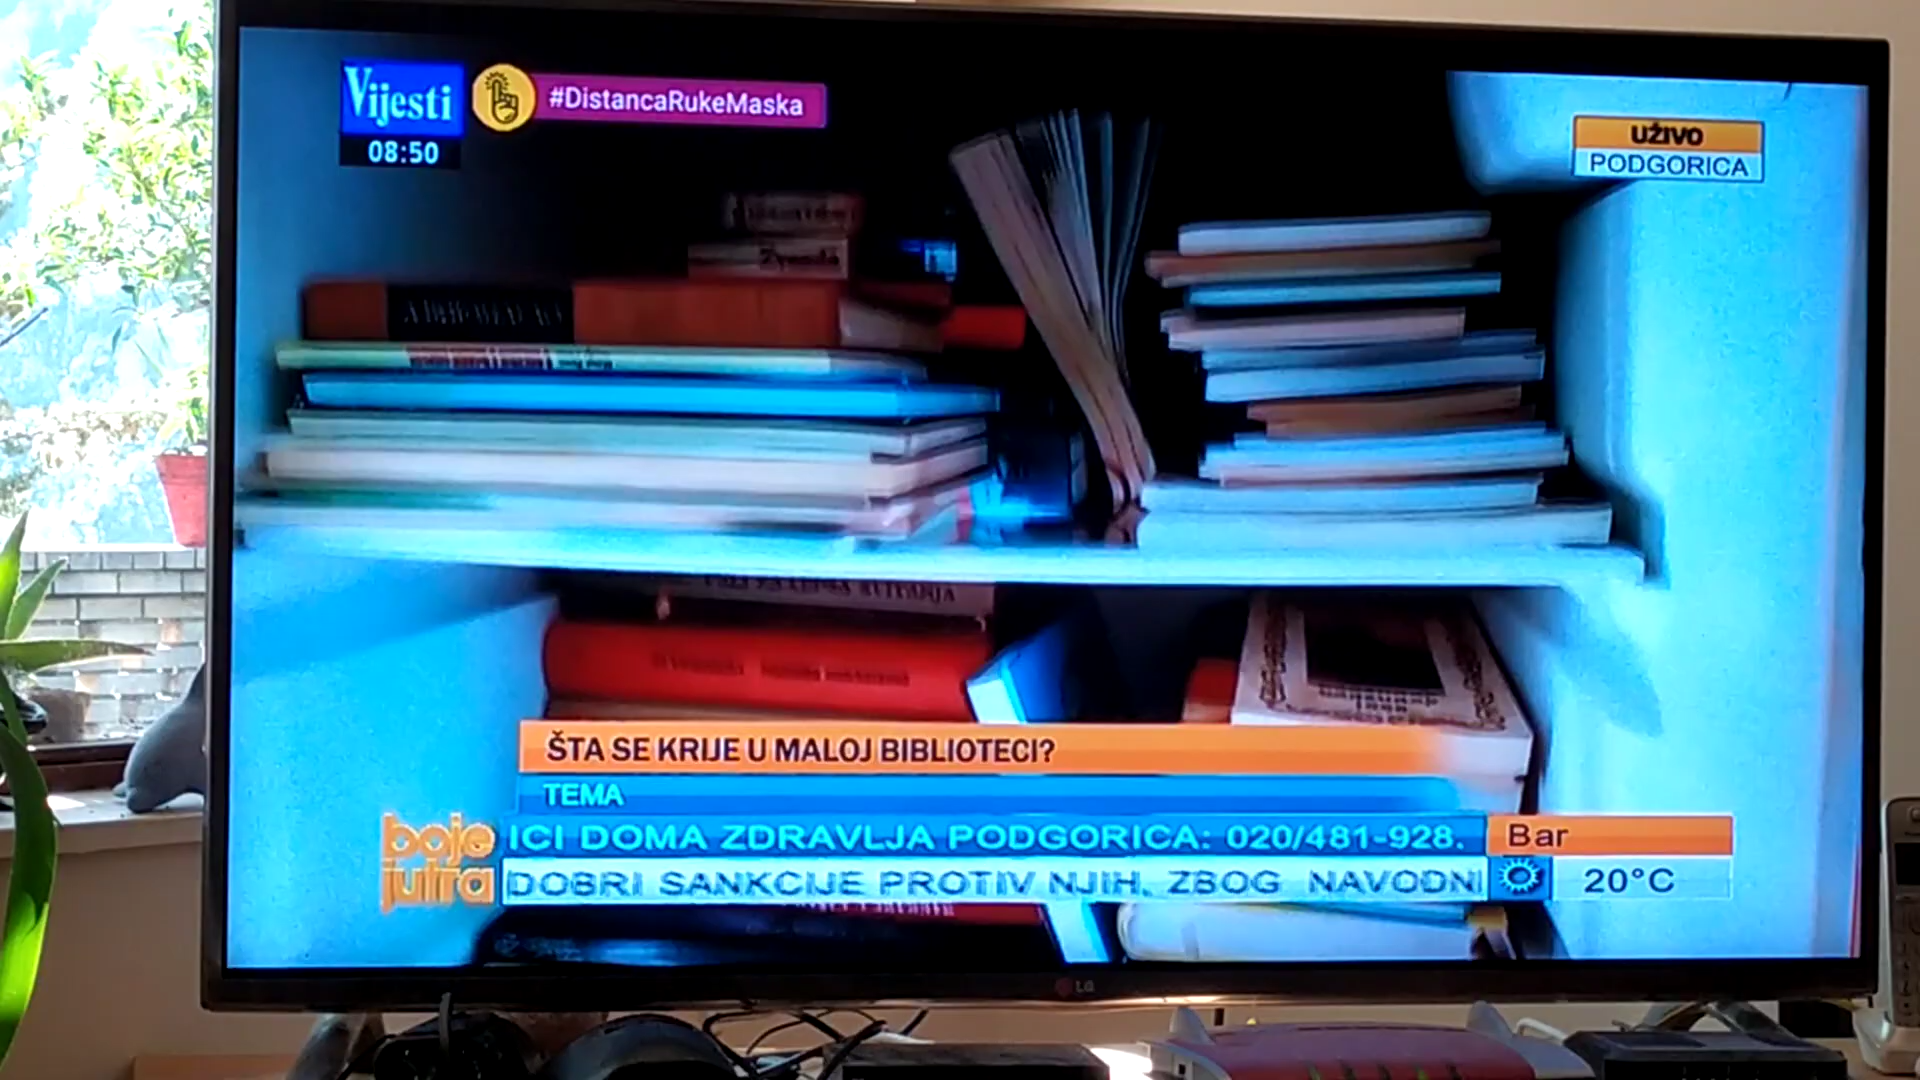 Vijesti
08:50
#DistancaRukeMaska
UŽIVO
PODGORICA
ŠTA SE KRIJE U MALOJ BIBLIOTECI?
TEMA
boje
jutra
ICI DOMA ZDRAVLJA PODGORICA: 020/481-928.
Bar
DOBRI SANKCIJE PROTIV NJIH, ZBOG NAVODNI
20°C
LG